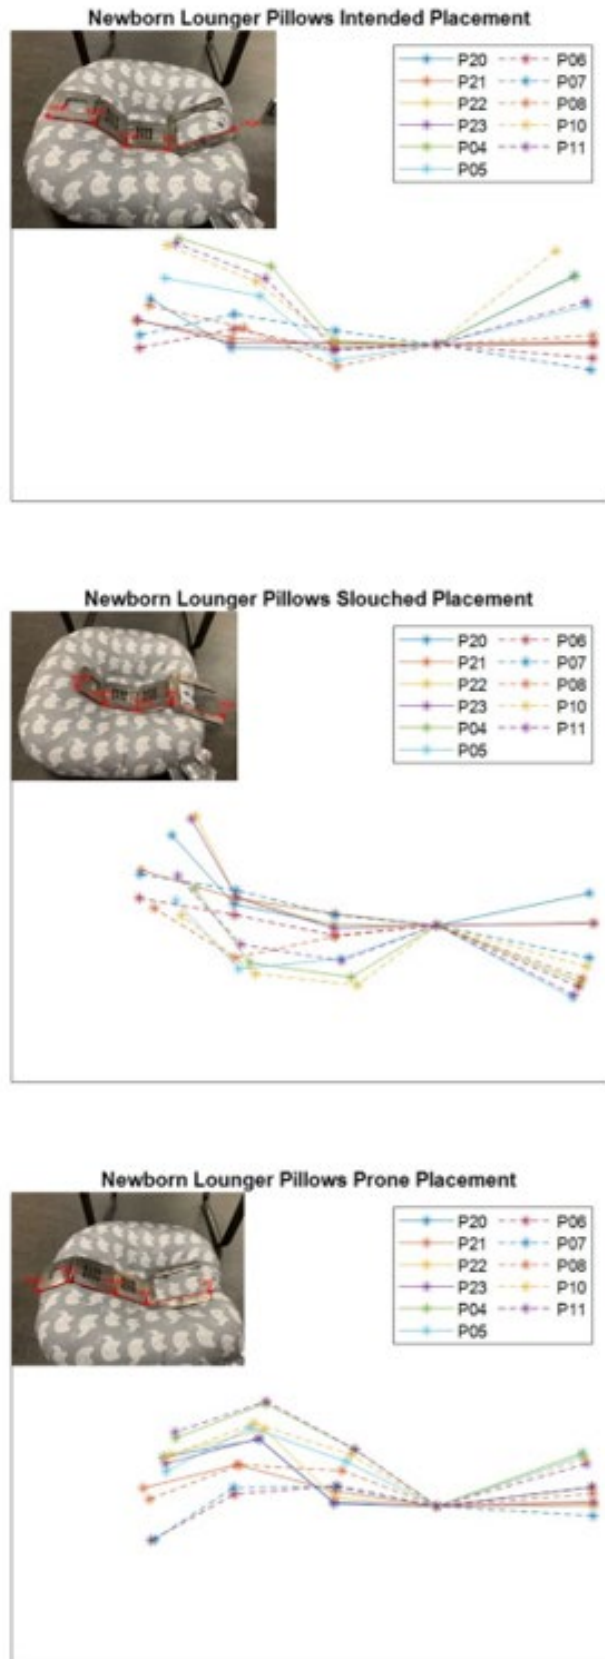 Newborn Lounger Pillows Intended Placement
P20 P06
P21 P07
P22 P08
P23 P10
P04 P11
P05
Newborn Lounger Pillows Slouched Placement
P20 P06
P21 P07
P22 P08
P23 P10
P04 P11
P05
Newborn Lounger Pillows Prone Placement
P20 P06
P21 P07
P22 P08
P23 P10
P04 P11
P05